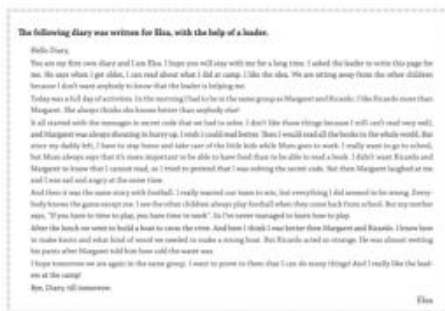 The following diary was written for Elsa, with the help of a leader.
Hello Diary,
You are my first own diary and I am Elsa. I hope you will stay with me for a long time. I asked the leader to write this page for
me. He says when I get older, I can read about what I did at camp. I like the idea. We are sitting away from the other children
because I don't want anybody to know that the leader is helping me.
Today was a full day of activities. In the morning I had to be in the same group as Margaret and Ricardo. I like Ricardo more than
Margaret. She always thinks she knows better than anybody else!
It all started with the messages in secret code that we had to solve. I don't like those things because I still can't read very well,
and Margaret was always shouting to hurry up. I wish I could read better. Then I would read all the books in the whole world. But
since my daddy left, I have to stay home and take care of the little kids while Mum goes to work. I really want to go to school,
but Mum always says that it's more important to be able to have food than to be able to read a book. I didn't want Ricardo and
Margaret to know that I cannot read, so I tried to pretend that I was solving the secret code. But then Margaret laughed at me
and I was sad and angry at the same time.
And then it was the same story with football. I really wanted our team to win, but everything I did seemed to be wrong. Every-
body knows the game except me. I see the other children always play football when they come back from school. But my mother
says, "If you have to time to play, you have time to work". So I've never managed to learn how to play.
After the lunch we went to build a boat to cross the river. And here I think I was better than Margaret and Ricardo. I know how
to make knots and what kind of wood we needed to make a strong boat. But Ricardo acted so strange. He was almost wetting
his pants after Margaret told him how cold the water was.
I hope tomorrow we are again in the same group. I want to prove to them that I can do many things! And I really like the lead-
ers at the camp!
Bye, Diary, till tomorrow
Elsa